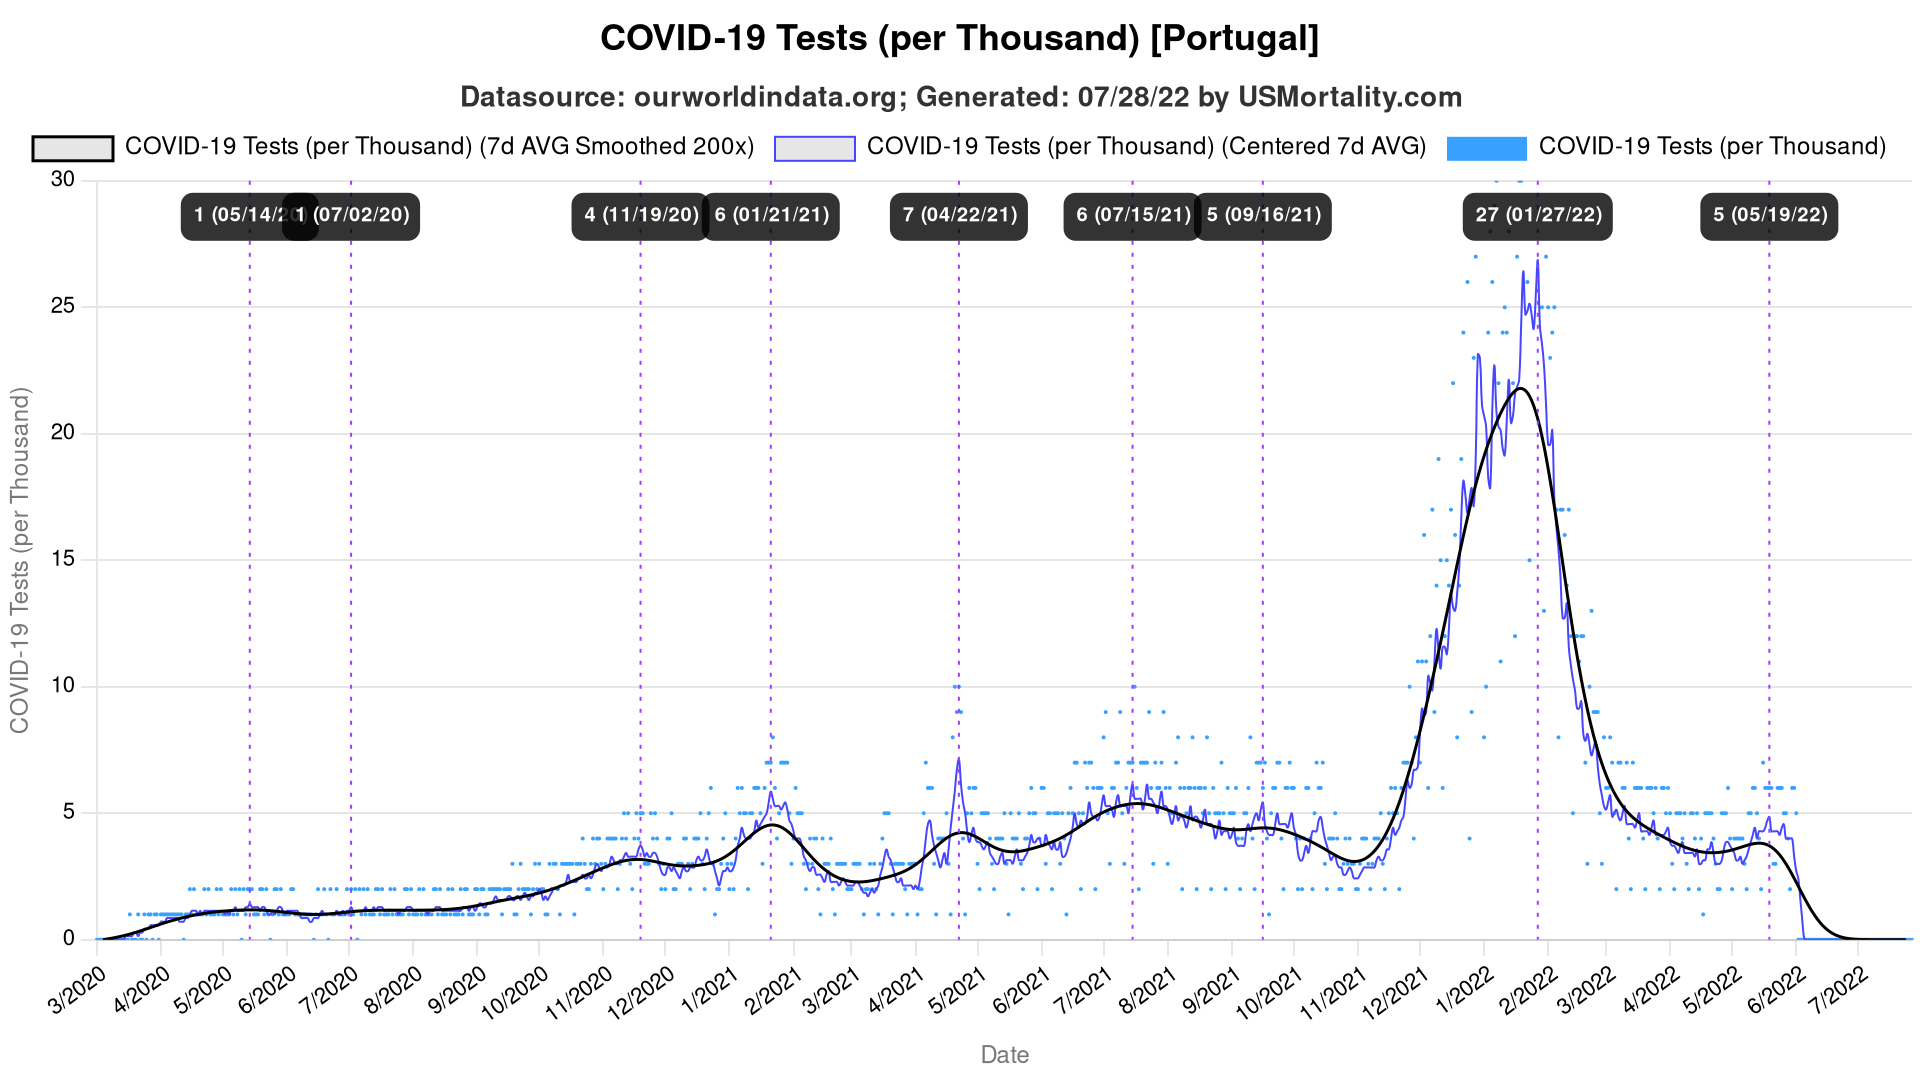 COVID-19 Tests (per Thousand) [Portugal]
Datasource: ourworldindata.org; Generated: 07/28/22 by USMortality.com
COVID-19 Tests (per Thousand) (7d AVG Smoothed 200x) COVID-19 Tests (per Thousand) (Centered 7d AVG) COVID-19 Tests (per Thousand)
1 (05/14/20) 1 (07/02/20) 4 (11/19/20) 6 (01/21/21) 7 (04/22/21) 6 (07/15/21) 5 (09/16/21) 27 (01/27/22) 5 (05/19/22)
30
25
20
15
10
5
0
COVID-19 Tests (per Thousand)
3/2020 4/2020 5/2020 6/2020 7/2020 8/2020 9/2020 10/2020 11/2020 12/2020 1/2021 2/2021 3/2021 4/2021 5/2021 6/2021 7/2021 8/2021 9/2021 10/2021 11/2021 12/2021 1/2022 2/2022 3/2022 4/2022 5/2022 6/2022 7/2022
Date